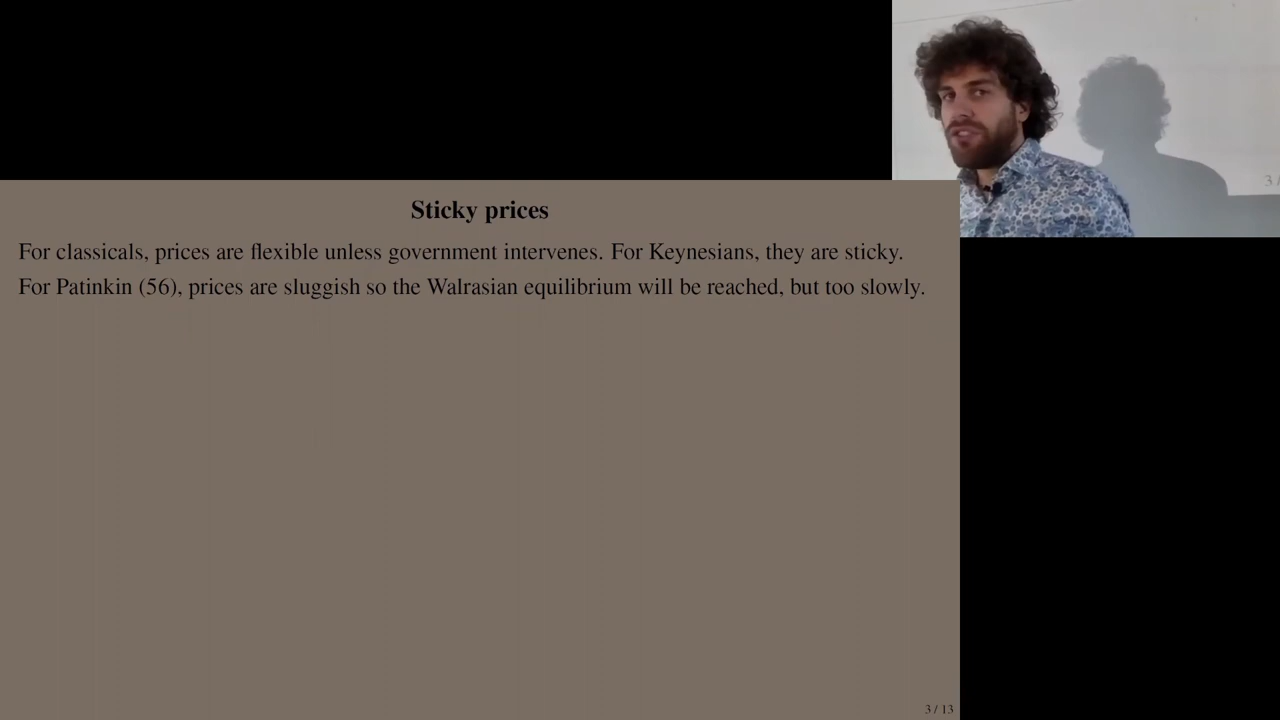 3 /
Sticky prices
For classicals, prices are flexible unless government intervenes. For Keynesians, they are sticky.
For Patinkin (56), prices are sluggish so the Walrasian equilibrium will be reached, but too slowly.
3 / 13